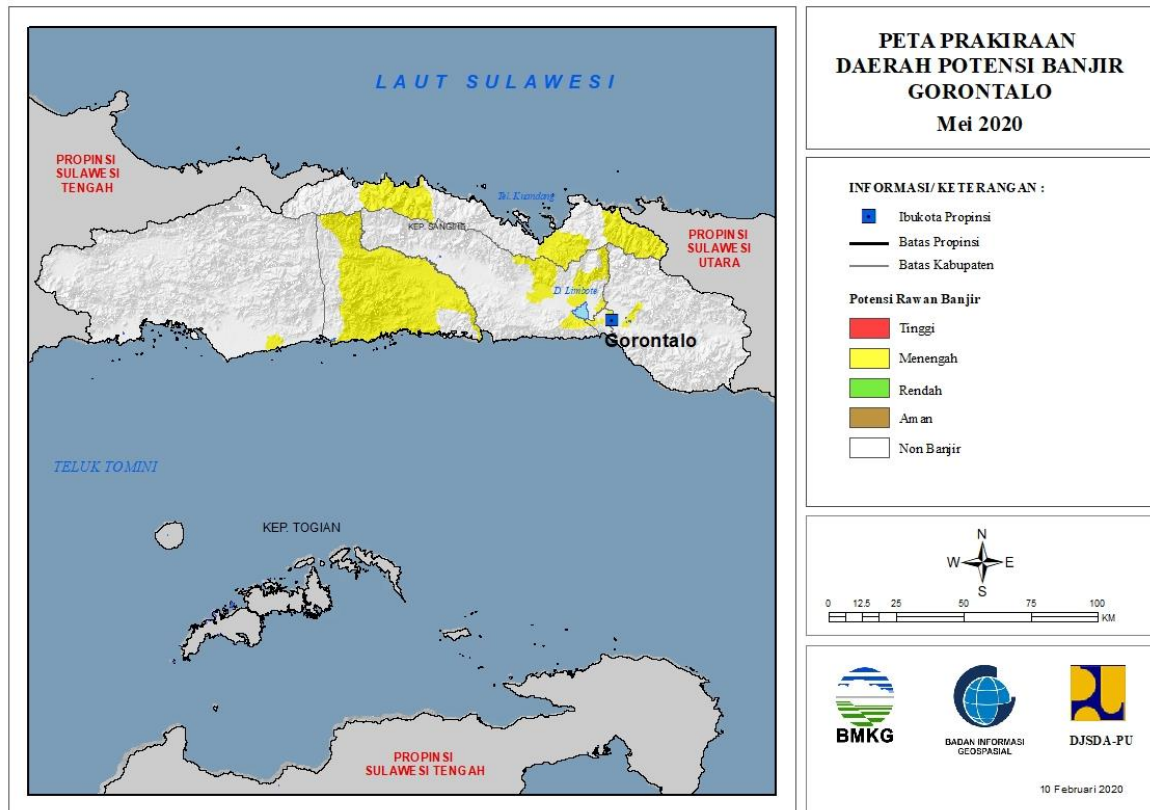 LAUT SULAWESI
PROPINSI
SULAWESI
TENGAH
Tel. Kwandang
KEP. SANGIHE
PROPINSI
SULAWESI
UTARA
D. Limboto
Gorontalo
TELUK TOMINI
KEP. TOGIAN
PROPINSI
SULAWESI TENGAH
PETA PRAKIRAAN
DAERAH POTENSI BANJIR
GORONTALO
Mei 2020
INFORMASI/ KETERANGAN :
Ibukota Propinsi
Batas Propinsi
Batas Kabupaten
Potensi Rawan Banjir
Tinggi
Menengah
Rendah
Aman
Non Banjir
N
W E
S
0 12.5 25 50 75 100
KM
BMKG
BADAN INFORMASI
GEOSPASIAL
DJSDA-PU
10 Februari 2020